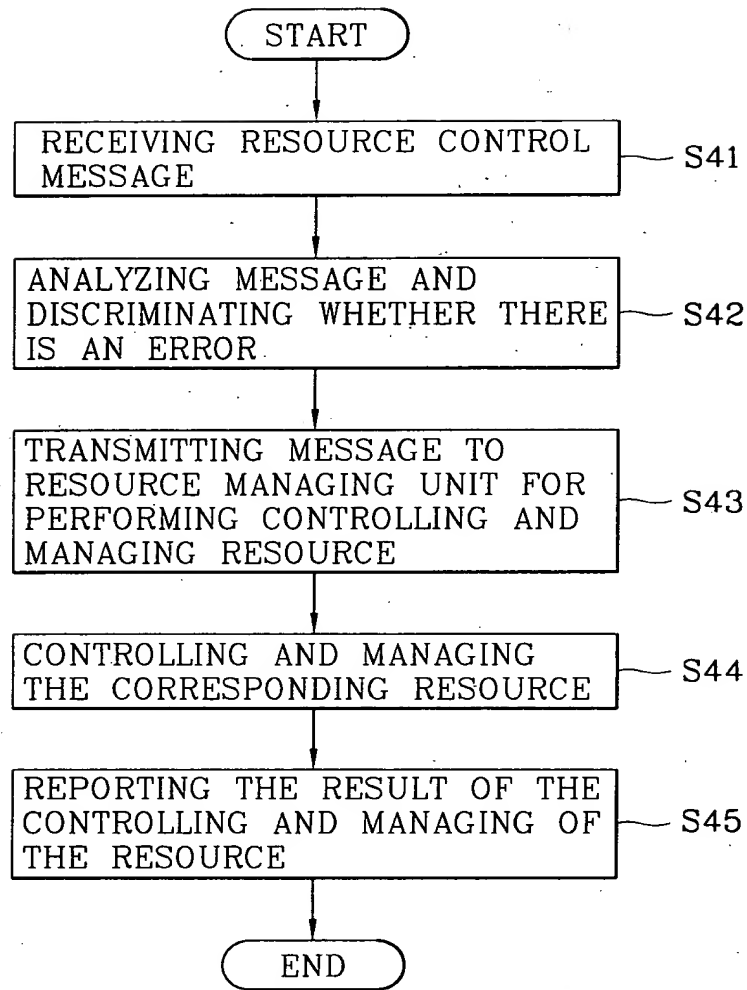 START
RECEIVING RESOURCE CONTROL
MESSAGE
S41
ANALYZING MESSAGE AND
DISCRIMINATING WHETHER THERE
IS AN ERROR
S42
TRANSMITTING MESSAGE TO
RESOURCE MANAGING UNIT FOR
PERFORMING CONTROLLING AND
MANAGING RESOURCE
S43
CONTROLLING AND MANAGING
THE CORRESPONDING RESOURCE
S44
REPORTING THE RESULT OF THE
CONTROLLING AND MANAGING OF
THE RESOURCE
S45
END